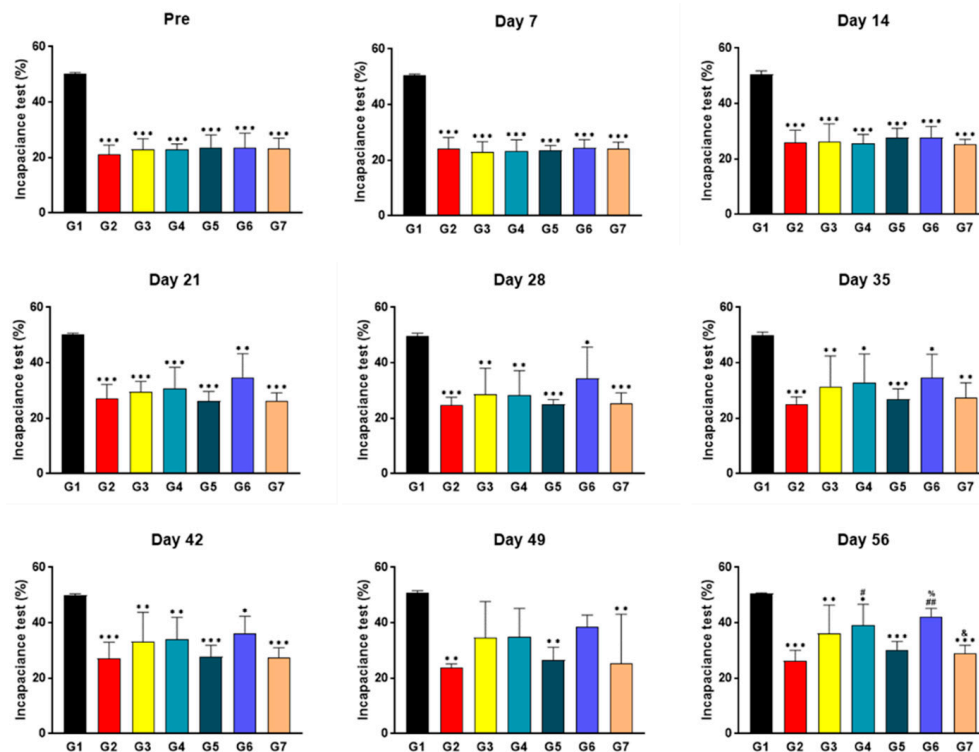 Pre
Incapaciance test (%)
60
40
20
0
*** *** *** *** *** ***
G1 G2 G3 G4 G5 G6 G7
Day 7
Incapaciance test (%)
60
40
20
0
*** *** *** *** *** ***
G1 G2 G3 G4 G5 G6 G7
Day 14
Incapaciance test (%)
60
40
20
0
*** *** *** *** *** ***
G1 G2 G3 G4 G5 G6 G7
Day 21
Incapaciance test (%)
60
40
20
0
*** *** *** *** ** ***
G1 G2 G3 G4 G5 G6 G7
Day 28
Incapaciance test (%)
60
40
20
0
*** ** ** *** * ***
G1 G2 G3 G4 G5 G6 G7
Day 35
Incapaciance test (%)
60
40
20
0
*** ** * *** * **
G1 G2 G3 G4 G5 G6 G7
Day 42
Incapaciance test (%)
60
40
20
0
*** ** ** *** * ***
G1 G2 G3 G4 G5 G6 G7
Day 49
Incapaciance test (%)
60
40
20
0
** ** **
G1 G2 G3 G4 G5 G6 G7
Day 56
Incapaciance test (%)
60
40
20
0
# % &
*** ** * *** ## ***
G1 G2 G3 G4 G5 G6 G7